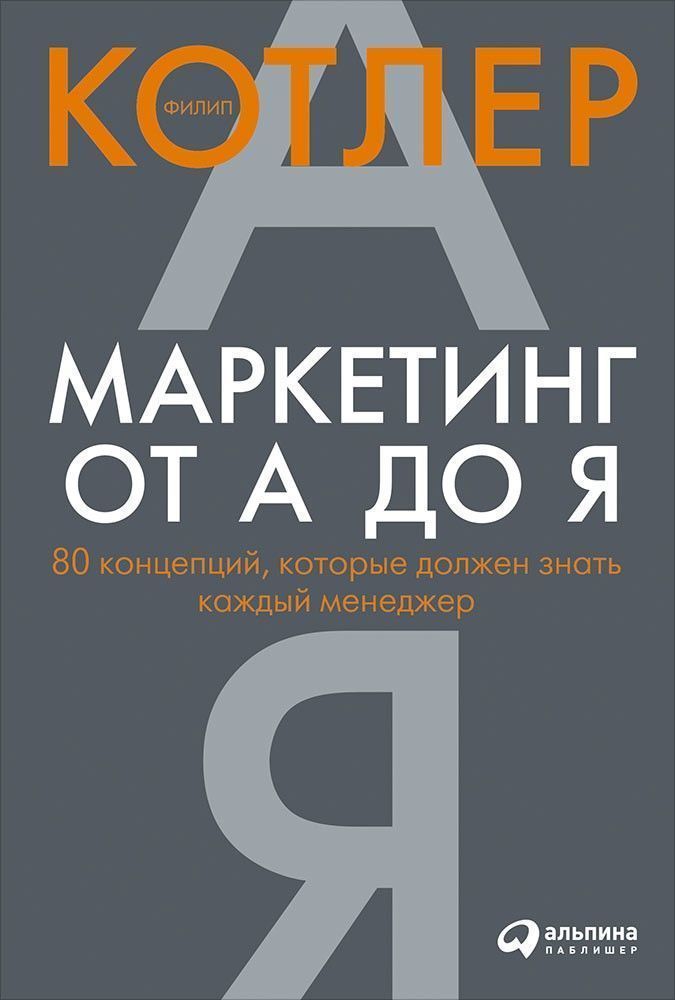 КОТЛЕР
ФИЛИП
А
МАРКЕТИНГ
ОТ А ДО Я
80 концепций, которые должен знать
каждый менеджер
Я
АЛЬПИНА
ПАБЛИШЕР